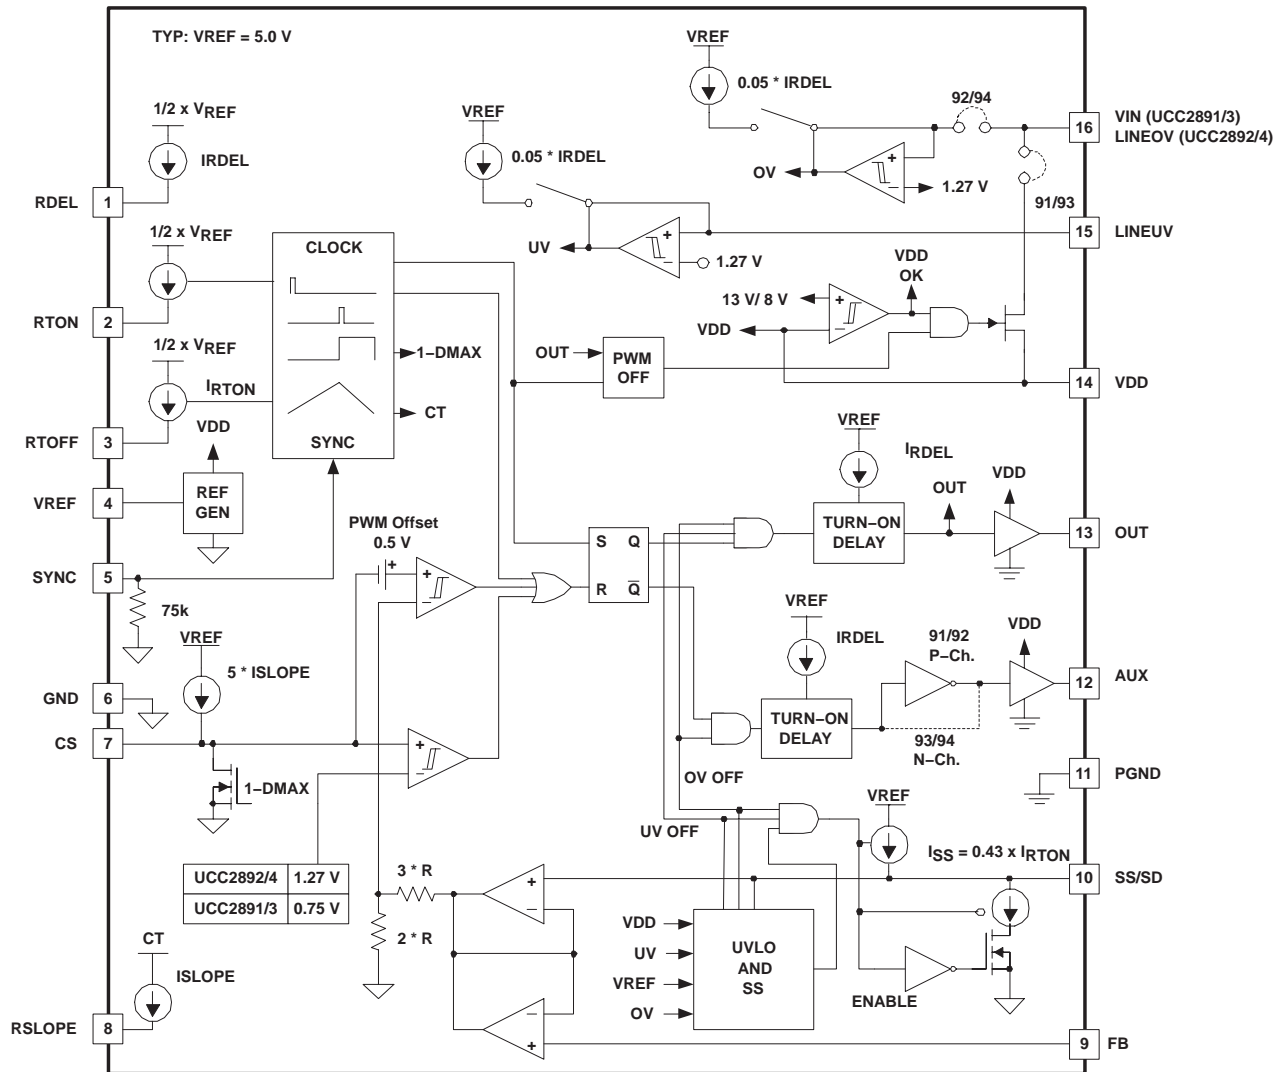 TYP: VREF = 5.0 V
VREF
0.05 * IRDEL
92/94
16
VIN (UCC2891/3)
LINEOV (UCC2892/4)
1/2 x VREF
IRDEL
VREF
0.05 * IRDEL
OV
+
−
1.27 V
91/93
RDEL
1
1/2 x VREF
CLOCK
UV
+
−
1.27 V
15
LINEUV
VDD
OK
13 V/ 8 V
+
−
VDD
RTON
2
1/2 x VREF
1−DMAX
OUT
PWM
OFF
14
VDD
IRTON
CT
RTOFF
3
VDD
SYNC
VREF
IRDEL
VREF
4
REF
GEN
OUT
VDD
PWM Offset
0.5 V
+
TURN−ON
DELAY
13
OUT
S
Q
R
Q
SYNC
5
+
−
75k
VREF
IRDEL
91/92
P−Ch.
VDD
VREF
5 * ISLOPE
12
AUX
GND
6
TURN−ON
DELAY
93/94
N−Ch.
CS
7
+
−
1−DMAX
OV OFF
11
PGND
UV OFF
VREF
ISS = 0.43 x IRTON
UCC2892/4
1.27 V
UCC2891/3
0.75 V
3 * R
2 * R
+
−
10
SS/SD
VDD
UV
VREF
OV
UVLO
AND
SS
ENABLE
CT
ISLOPE
RSLOPE
8
−
+
9
FB